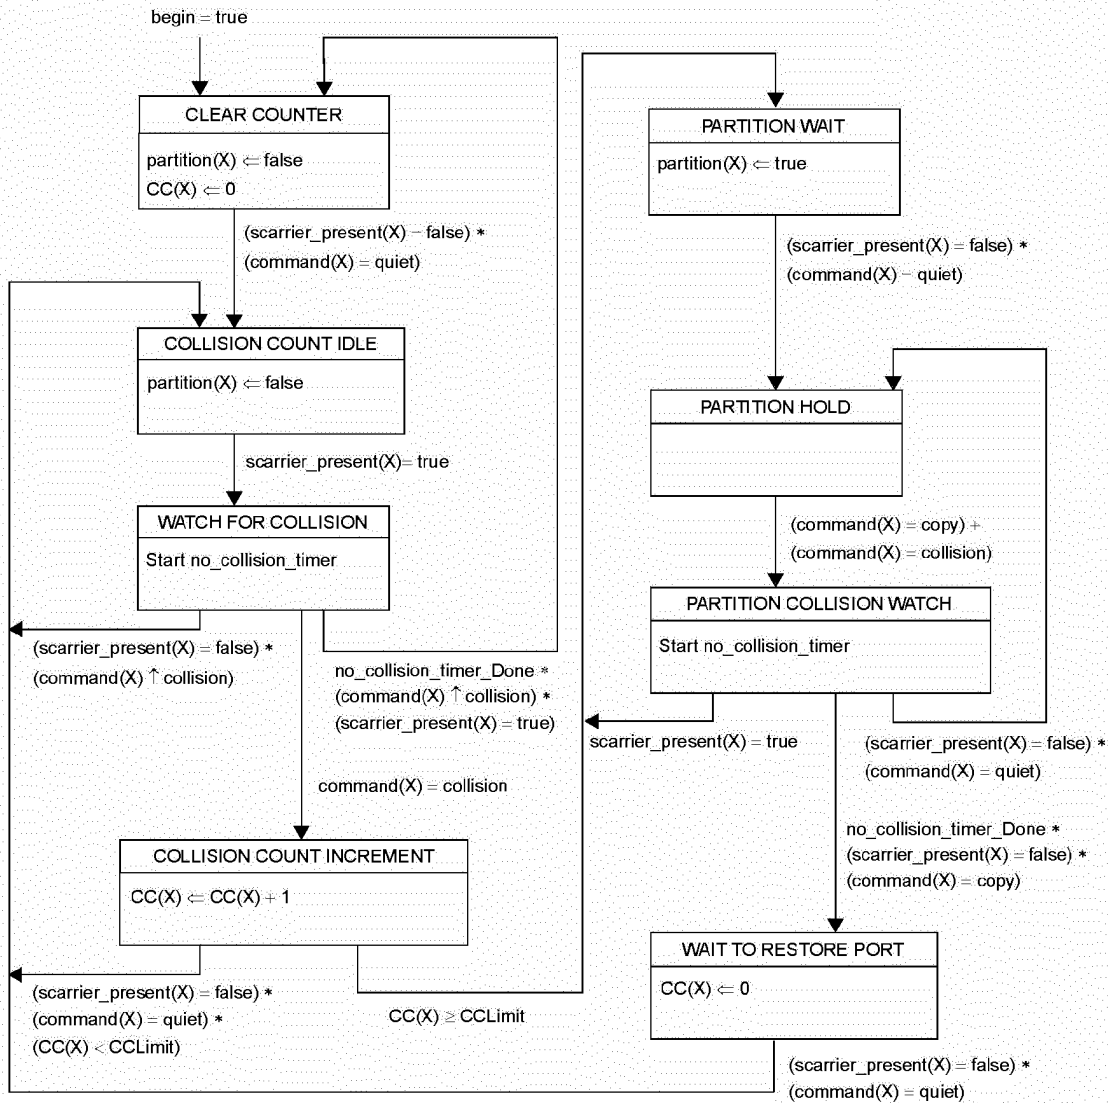 begin = true
CLEAR COUNTER
partition(X) ⇐ false
CC(X) ⇐ 0
(scarrier_present(X) − false) *
(command(X) = quiet)
COLLISION COUNT IDLE
partition(X) ⇐ false
scarrier_present(X)= true
WATCH FOR COLLISION
Start no_collision_timer
(scarrier_present(X) = false) *
(command(X) ↑ collision)
no_collision_timer_Done *
(command(X) ↑ collision) *
(scarrier_present(X) = true)
command(X) = collision
COLLISION COUNT INCREMENT
CC(X) ⇐ CC(X) + 1
(scarrier_present(X) = false) *
(command(X) = quiet) *
(CC(X) < CCLimit)
CC(X) ≥ CCLimit
PARTITION WAIT
partition(X) ⇐ true
(scarrier_present(X) = false) *
(command(X) − quiet)
PARTITION HOLD
(command(X) = copy) +
(command(X) = collision)
PARTITION COLLISION WATCH
Start no_collision_timer
scarrier_present(X) = true
(scarrier_present(X) = false) *
(command(X) = quiet)
no_collision_timer_Done *
(scarrier_present(X) = false) *
(command(X) = copy)
WAIT TO RESTORE PORT
CC(X) ⇐ 0
(scarrier_present(X) = false) *
(command(X) = quiet)